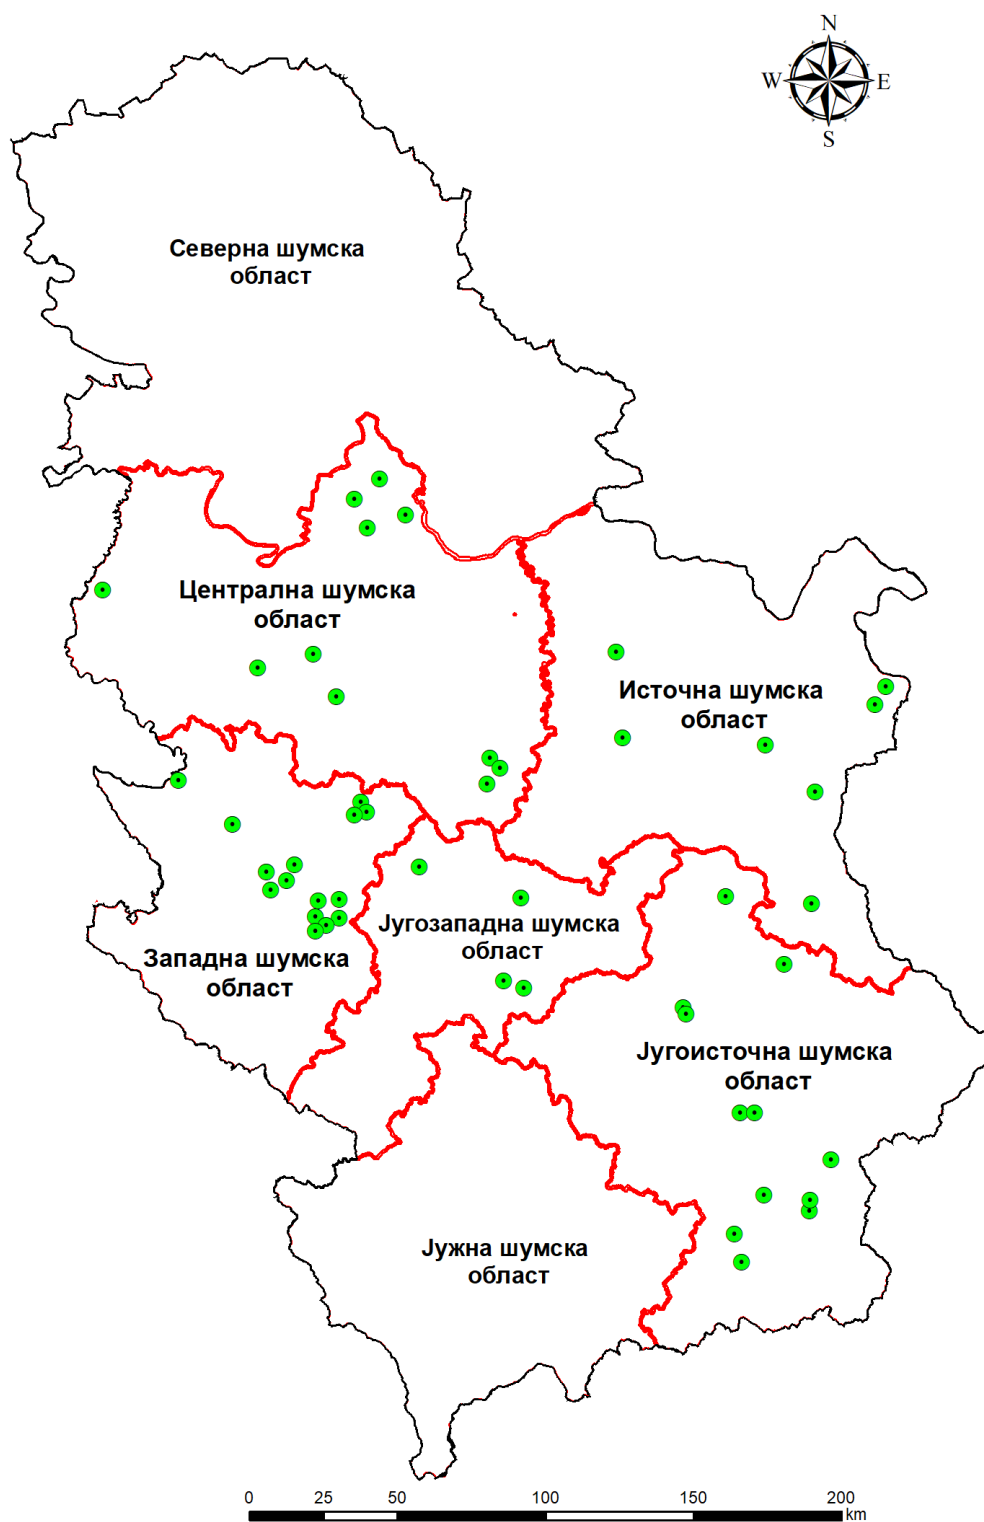 N
W E
S
Северна шумска
област
Централна шумска
област
Источна шумска
област
Југозападна шумска
област
Западна шумска
област
Југоисточна шумска
област
Јужна шумска
област
0 25 50 100 150 200
km